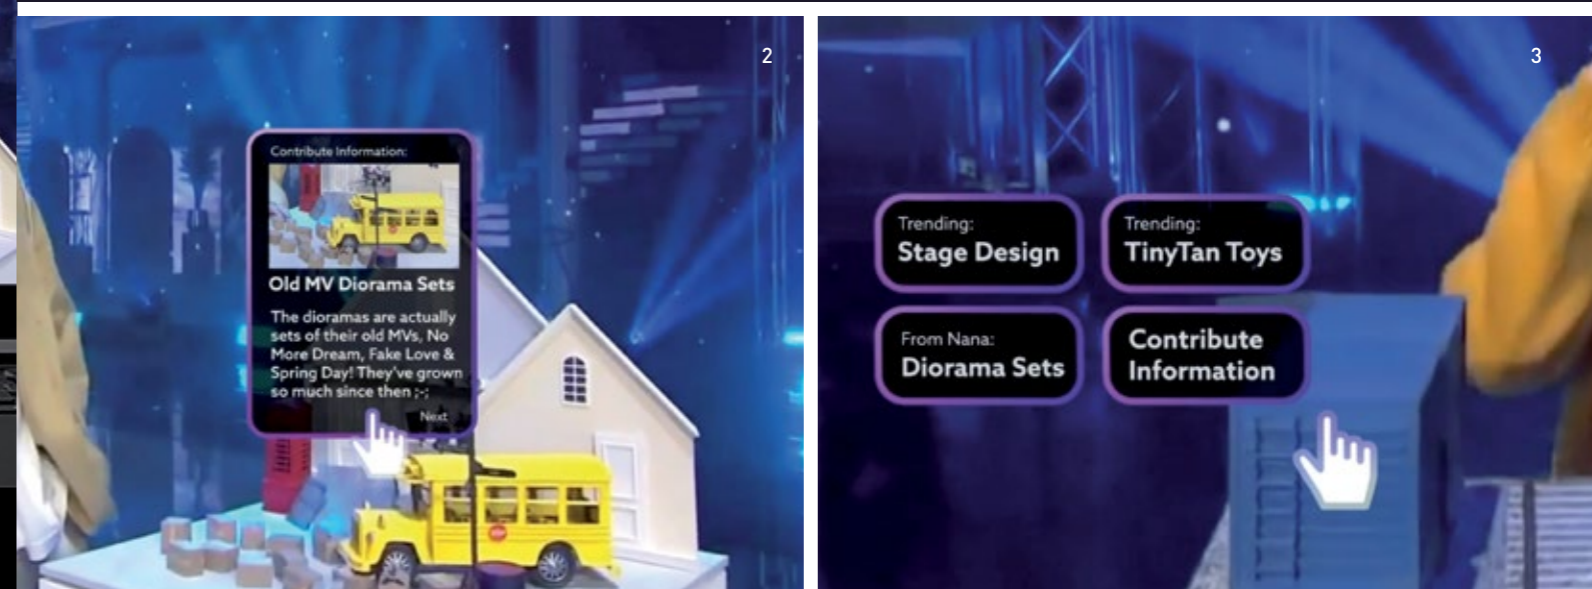 2
Contribute Information:
Old MV Diorama Sets
The dioramas are actually
sets of their old MVs, No
More Dream, Fake Love &
Spring Day! They've grown
so much since then ;-;
Next
3
Trending:
Stage Design
Trending:
TinyTan Toys
From Nana:
Diorama Sets
Contribute
Information